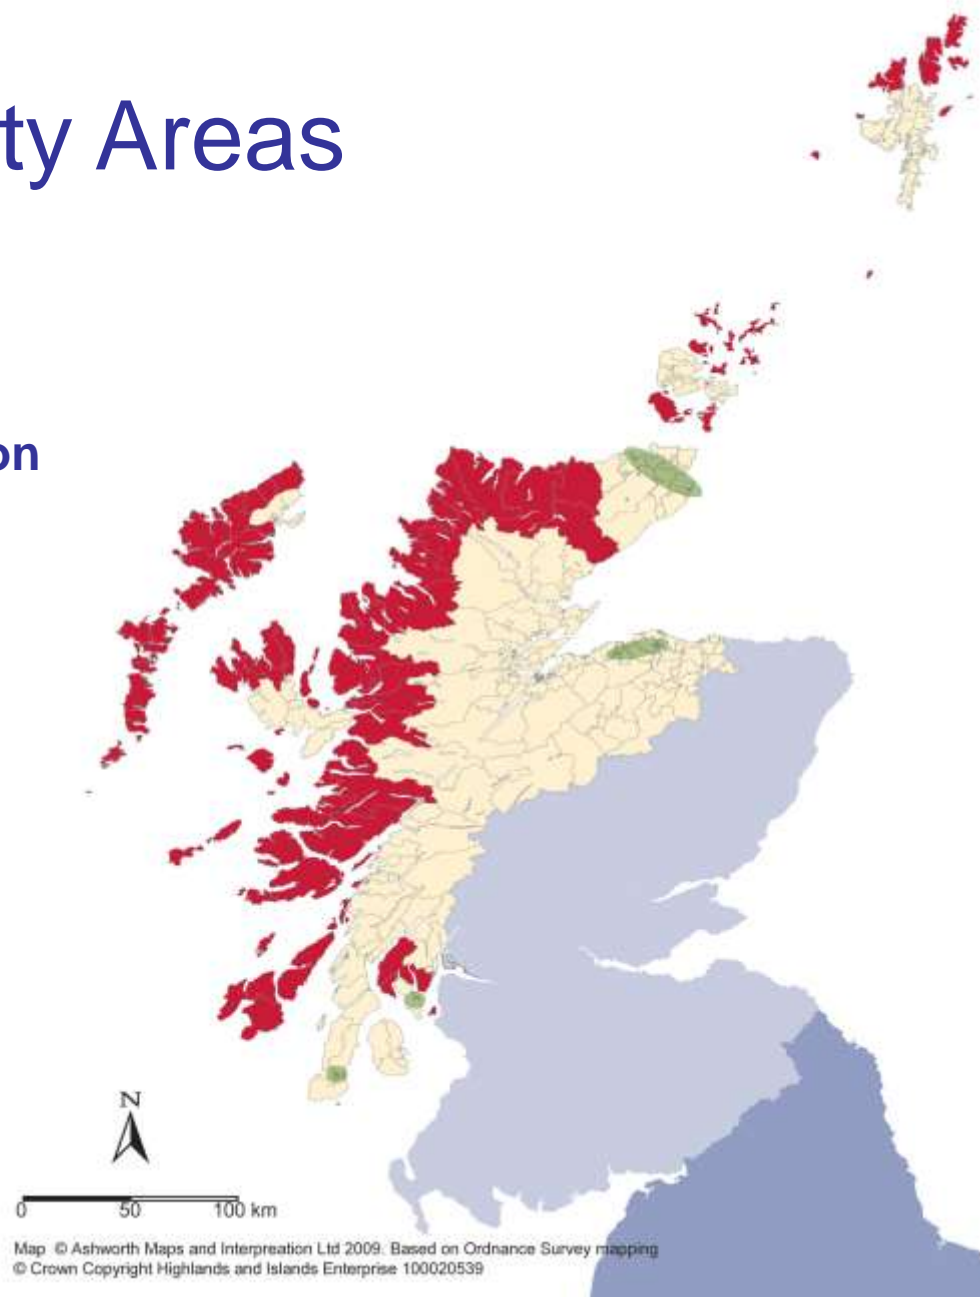 ty Areas
on
N
0 50 100 km
Map © Ashworth Maps and Interpreation Ltd 2009. Based on Ordnance Survey mapping
© Crown Copyright Highlands and Islands Enterprise 100020539